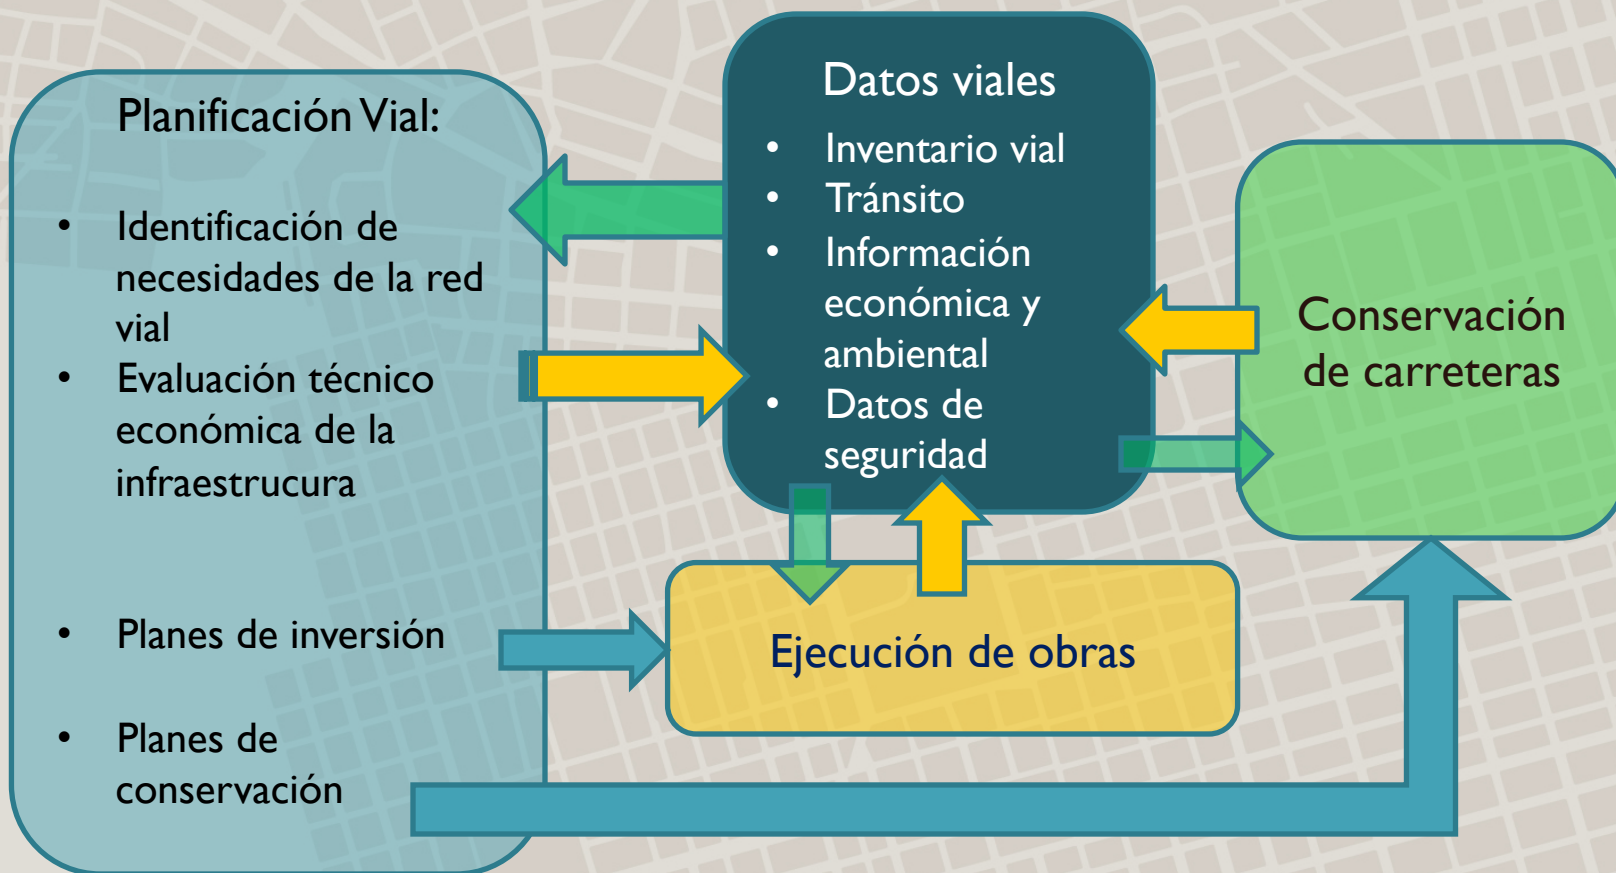 Planificación Vial:
• Identificación de
necesidades de la red
vial
• Evaluación técnico
económica de la
infraestrucura
• Planes de inversión
• Planes de
conservación
Datos viales
• Inventario vial
• Tránsito
• Información
económica y
ambiental
• Datos de
seguridad
Conservación
de carreteras
Ejecución de obras